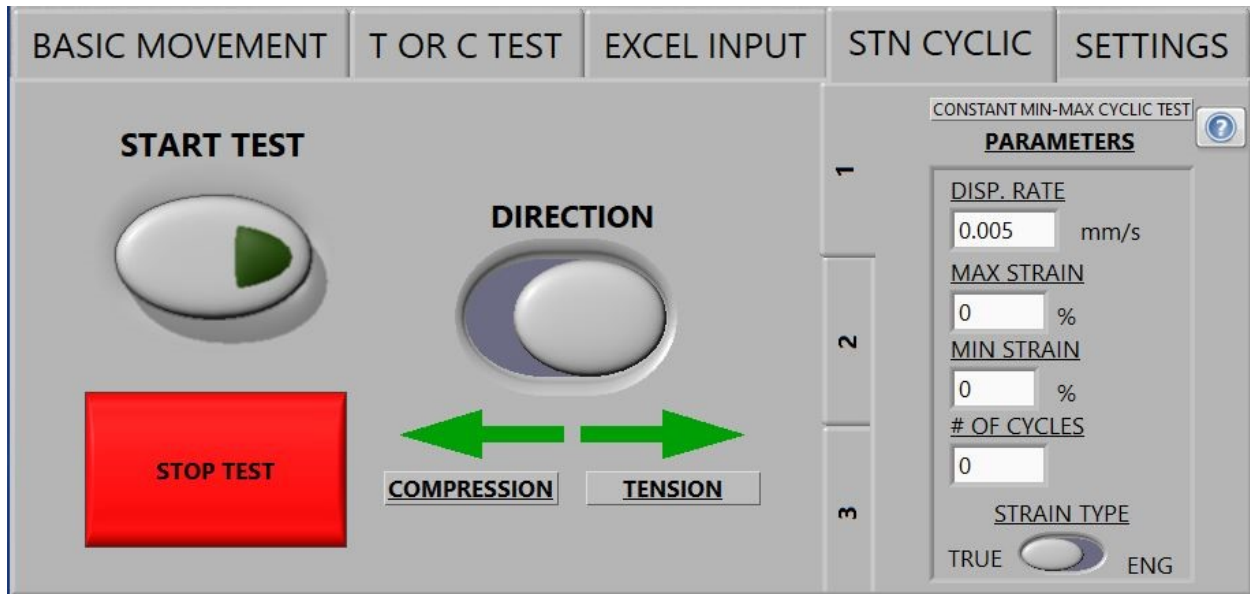 BASIC MOVEMENT
T OR C TEST
EXCEL INPUT
STN CYCLIC
SETTINGS
START TEST
DIRECTION
STOP TEST
COMPRESSION
TENSION
1
2
3
CONSTANT MIN-MAX CYCLIC TEST
?
PARAMETERS
DISP. RATE
0.005 mm/s
MAX STRAIN
0 %
MIN STRAIN
0 %
# OF CYCLES
0
STRAIN TYPE
TRUE ENG